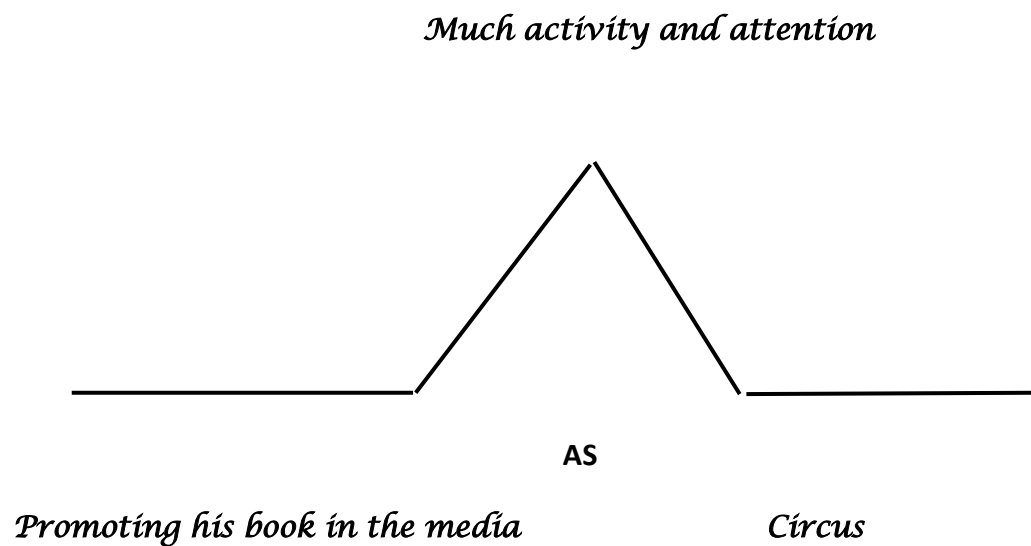 Much activity and attention
AS
Promoting his book in the media Circus